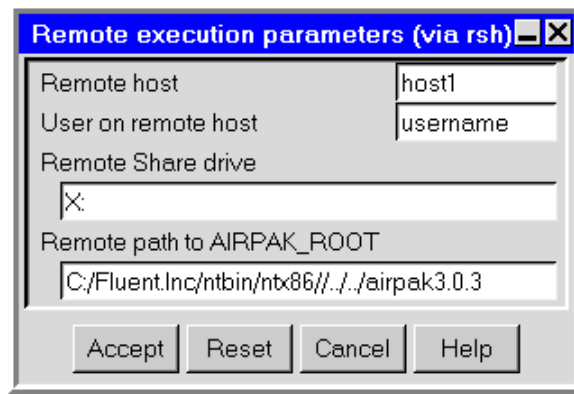 Remote execution parameters (via rsh)
Remote host host1
User on remote host username
Remote Share drive
X:
Remote path to AIRPAK_ROOT
C:/Fluent.Inc/ntbin/ntx86//../../airpak3.0.3
Accept Reset Cancel Help